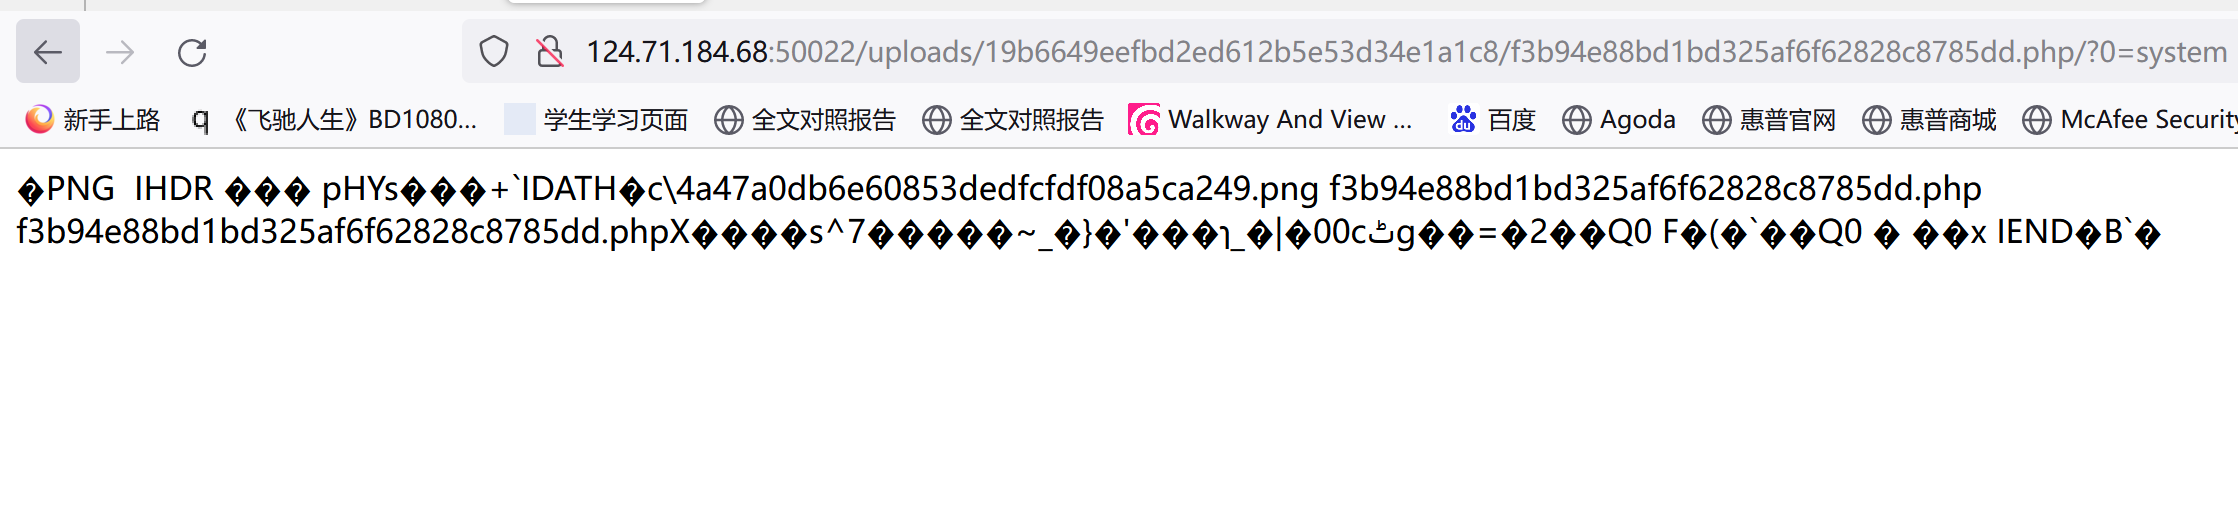 124.71.184.68:50022/uploads/19b6649eefbd2ed612b5e53d34e1a1c8/f3b94e88bd1bd325af6f62828c8785dd.php/?0=system
新手上路 q 《飞驰人生》BD1080... 学生学习页面 全文对照报告 全文对照报告 Walkway And View ... du 百度 Agoda 惠普官网 惠普商城 McAfee Security
�PNG IHDR ��� pHYs���+`IDATH�c\4a47a0db6e60853dedfcfdf08a5ca249.png f3b94e88bd1bd325af6f62828c8785dd.php
f3b94e88bd1bd325af6f62828c8785dd.phpX����s^7�����~_�}�'���ךּ_�|�00cٹg��=�2��Q0 F�(�`��Q0 � ��x IEND�B`�